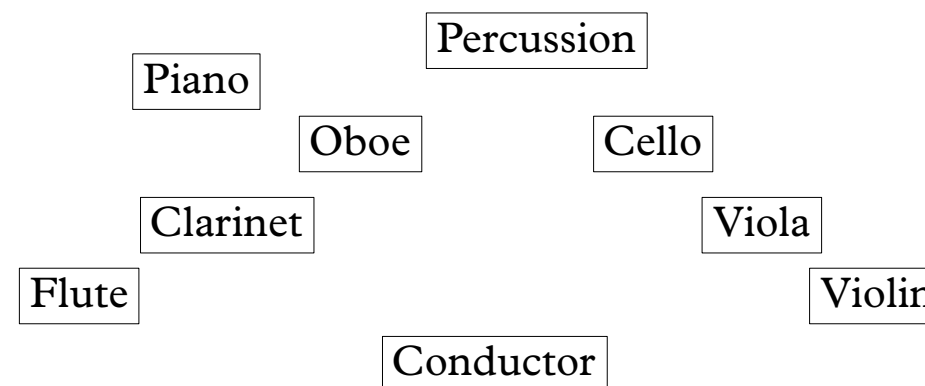 Percussion
Piano
Oboe
Cello
Clarinet
Viola
Flute
Violin
Conductor